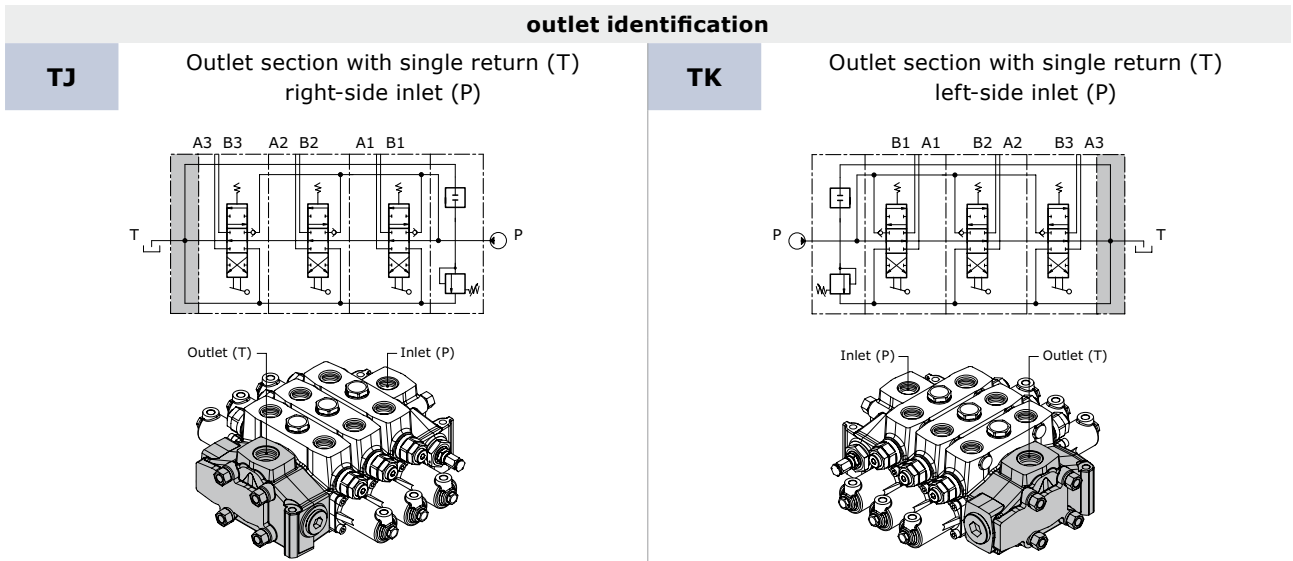 outlet identification
TJ
Outlet section with single return (T)
right-side inlet (P)
A3 B3 A2 B2 A1 B1
T
P
Outlet (T)
Inlet (P)
TK
Outlet section with single return (T)
left-side inlet (P)
B1 A1 B2 A2 B3 A3
P
T
Inlet (P)
Outlet (T)